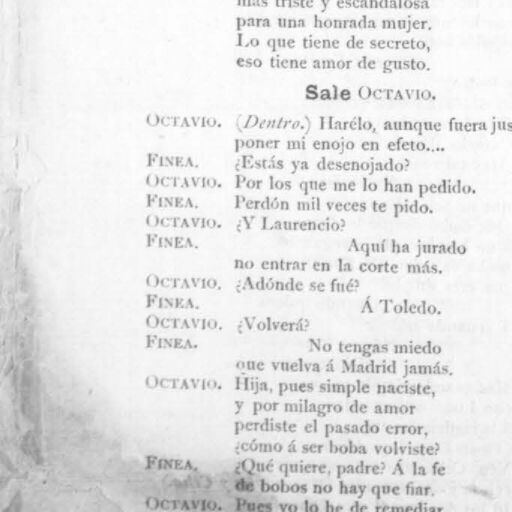 más triste y escandalosa
para una honrada mujer.
Lo que tiene de secreto,
eso tiene amor de gusto.
Sale OCTAVIO.
OCTAVIO. (Dentro.) Harélo, aunque fuera jus
poner mi enojo en efeto....
FINEA. ¿Estás ya desenojado?
OCTAVIO. Por los que me lo han pedido.
FINEA. Perdón mil veces te pido.
OCTAVIO. ¿Y Laurencio?
FINEA. Aquí ha jurado
no entrar en la corte más.
OCTAVIO. ¿Adónde se fué?
FINEA. Á Toledo.
OCTAVIO. ¿Volverá?
FINEA. No tengas miedo
que vuelva á Madrid jamás.
OCTAVIO. Hija, pues simple naciste,
y por milagro de amor
perdiste el pasado error,
¿cómo á ser boba volviste?
FINEA. ¿Qué quiere, padre? Á la fe
de bobos no hay que fiar.
OCTAVIO. Pues yo lo he de remediar